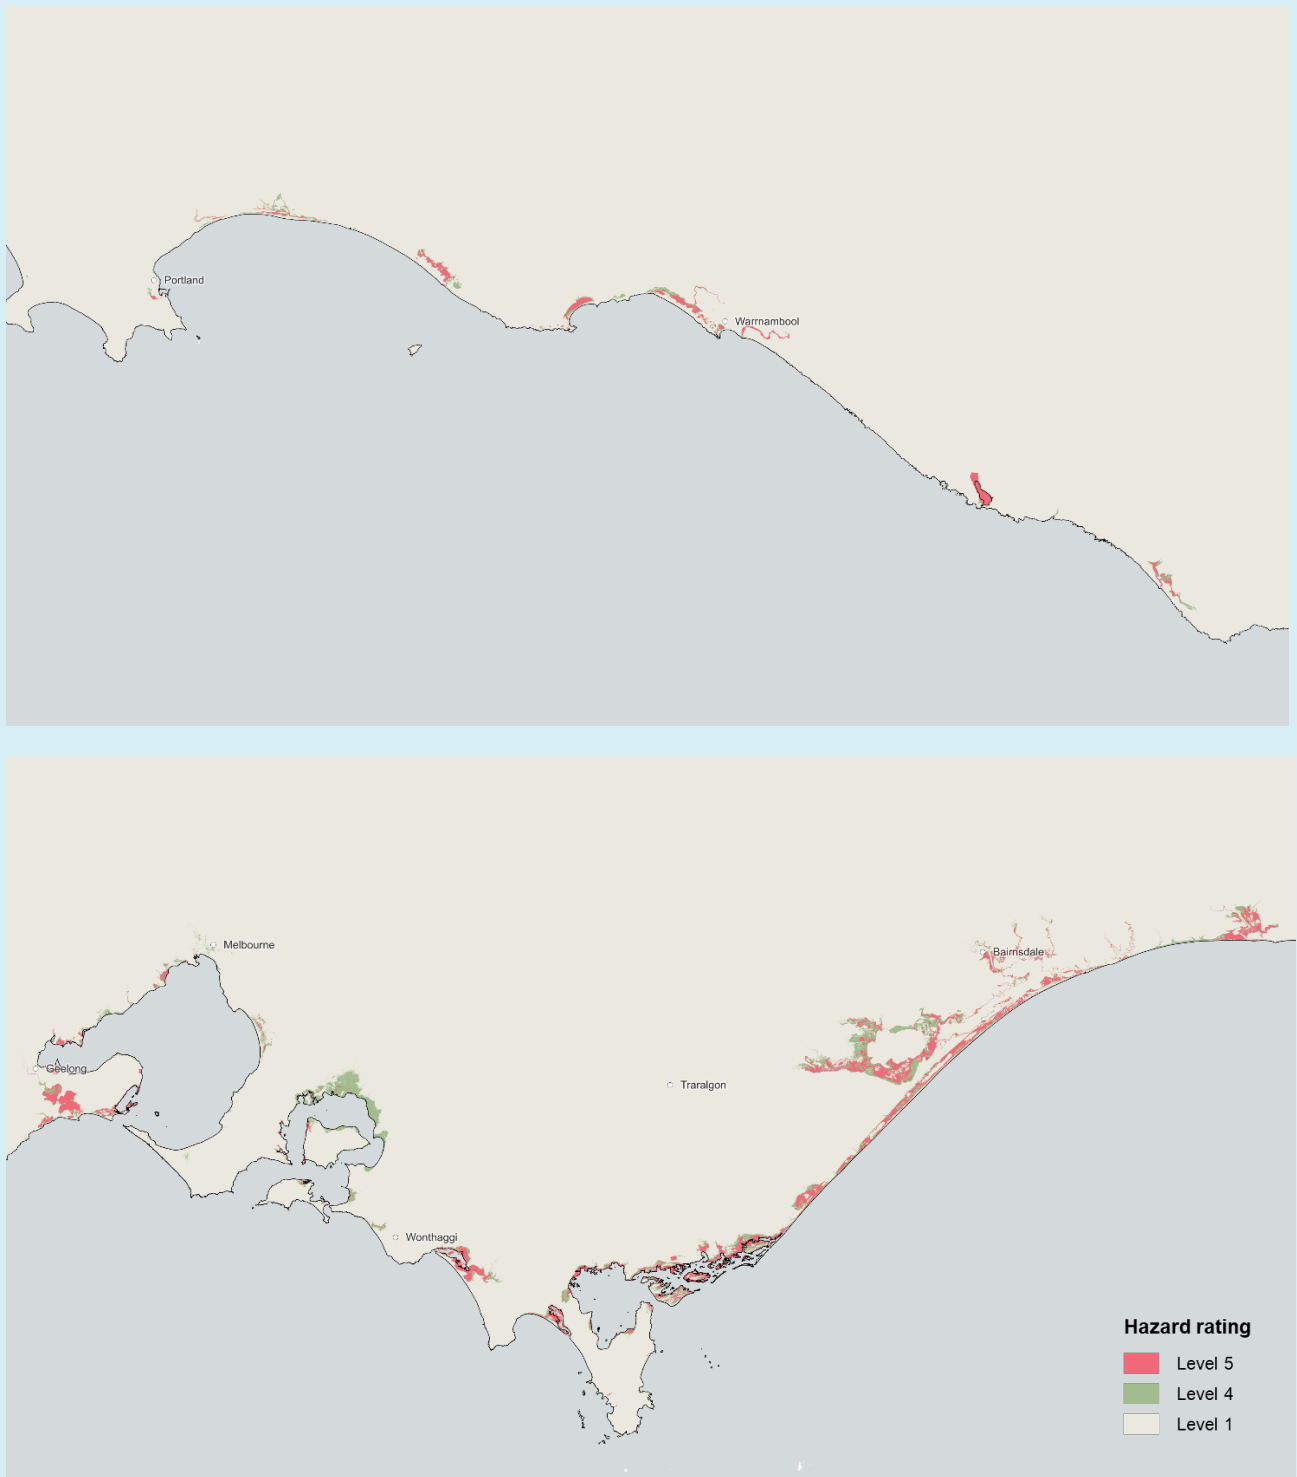 Portland
Warrnambool
Melbourne
Bairnsdale
Geelong
Traralgon
Wonthaggi
Hazard rating
Level 5
Level 4
Level 1